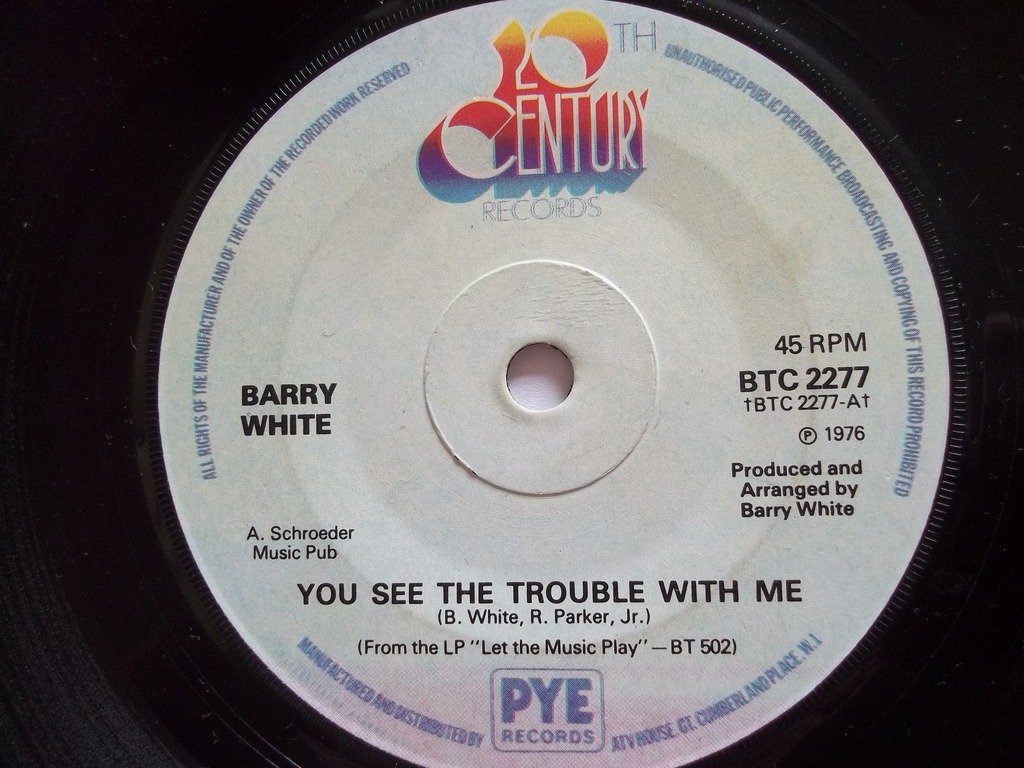 20TH
CENTURY
RECORDS
ALL RIGHTS OF THE MANUFACTURER AND OF THE OWNER OF THE RECORDED WORK RESERVED
UNAUTHORISED PUBLIC PERFORMANCE BROADCASTING AND COPYING OF THIS RECORD PROHIBITED
BARRY
WHITE
45 RPM
BTC 2277
†BTC 2277-A†
℗ 1976
Produced and
Arranged by
Barry White
A. Schroeder
Music Pub
YOU SEE THE TROUBLE WITH ME
(B. White, R. Parker, Jr.)
(From the LP "Let the Music Play" — BT 502)
MANUFACTURED AND DISTRIBUTED BY
PYE
RECORDS
ATV HOUSE. GT. CUMBERLAND PLACE. W.1